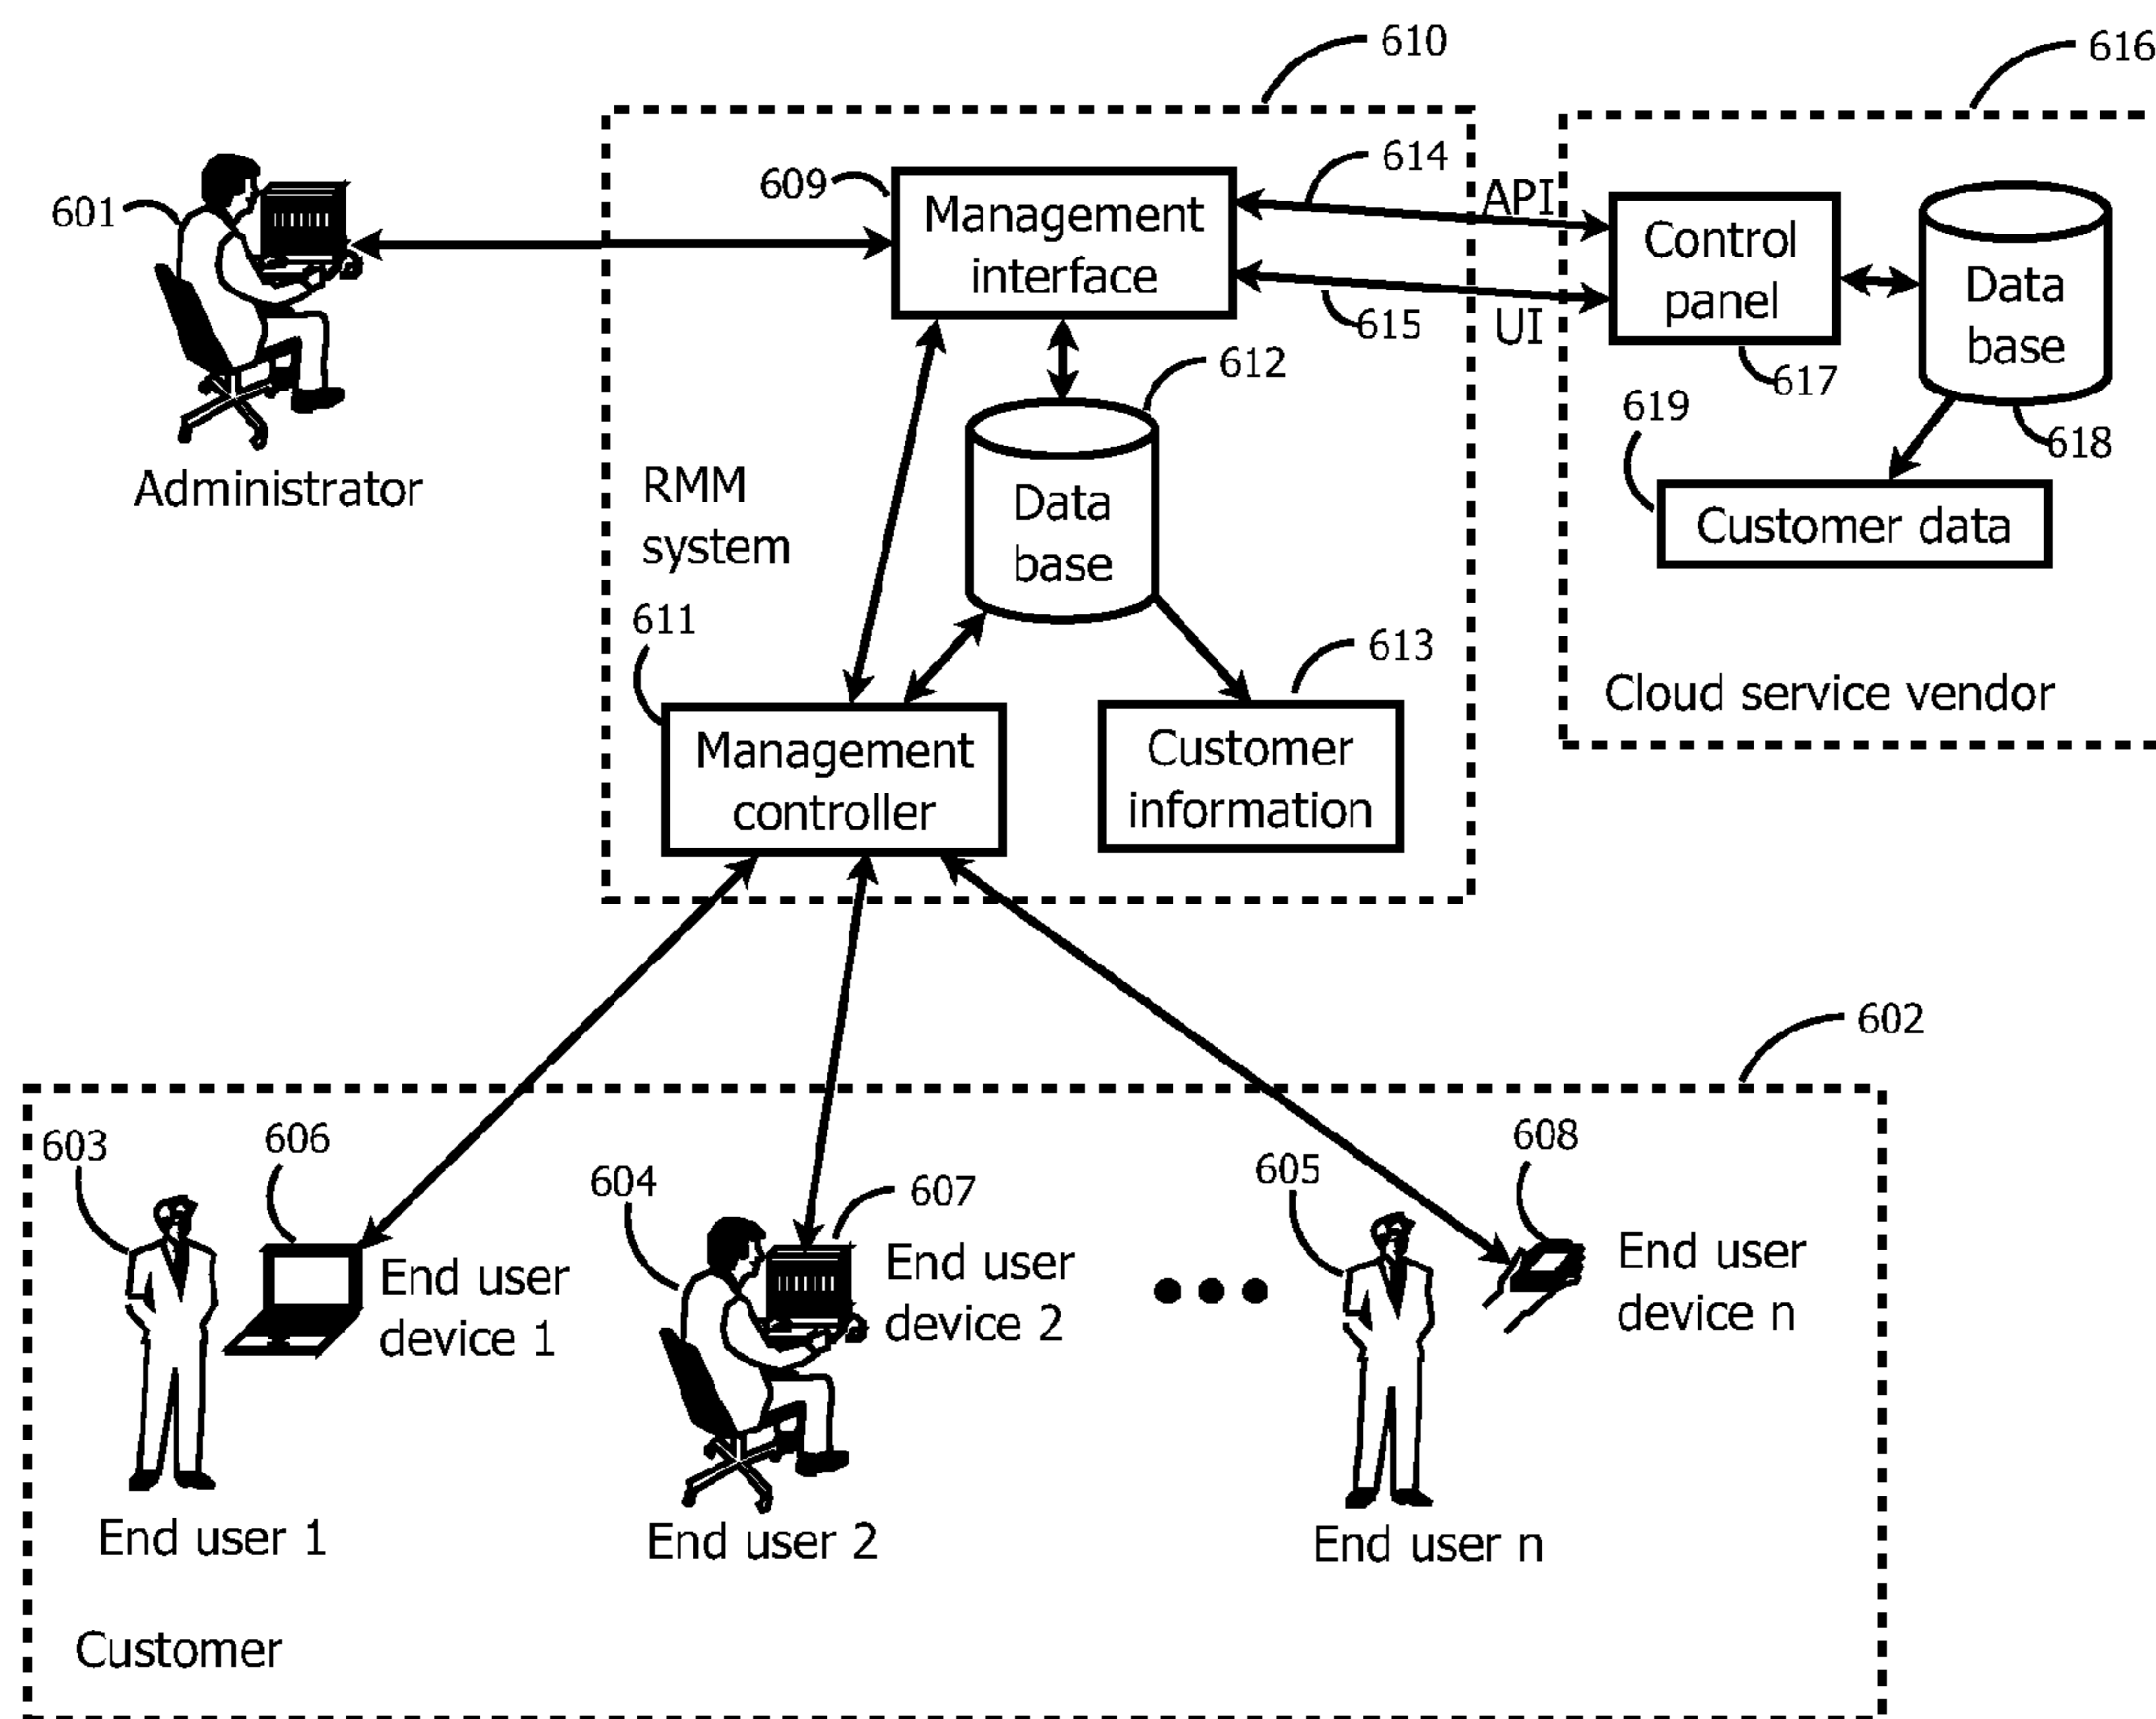 610
616
614
609
Management
interface
API
601
Control
panel
Data
base
615
UI
612
617
619
618
Administrator
RMM
system
Data
base
Customer data
611
613
Cloud service vendor
Management
controller
Customer
information
602
603
606
604
607
605
608
End user
device 1
End user
device 2
End user
device n
End user 1
End user 2
End user n
Customer